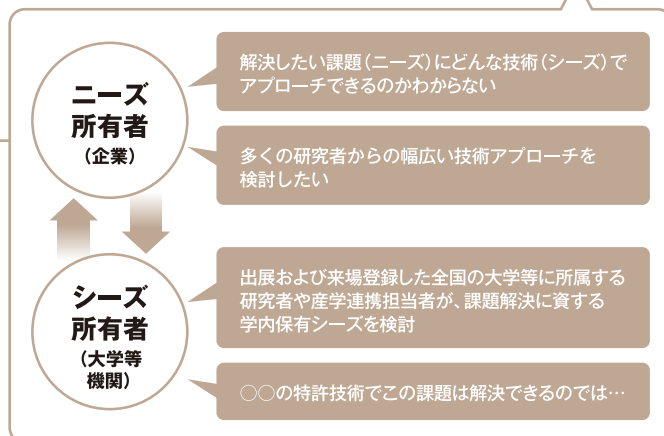 ニーズ
所有者
（企業）
解決したい課題（ニーズ）にどんな技術（シーズ）で
アプローチできるのかわからない
多くの研究者からの幅広い技術アプローチを
検討したい
シーズ
所有者
（大学等
機関）
出展および来場登録した全国の大学等に所属する
研究者や産学連携担当者が、課題解決に資する
学内保有シーズを検討
○○の特許技術でこの課題は解決できるのでは…